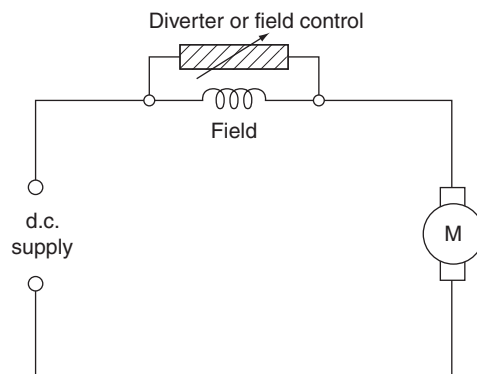 Diverter or field control
Field
d.c.
supply
M